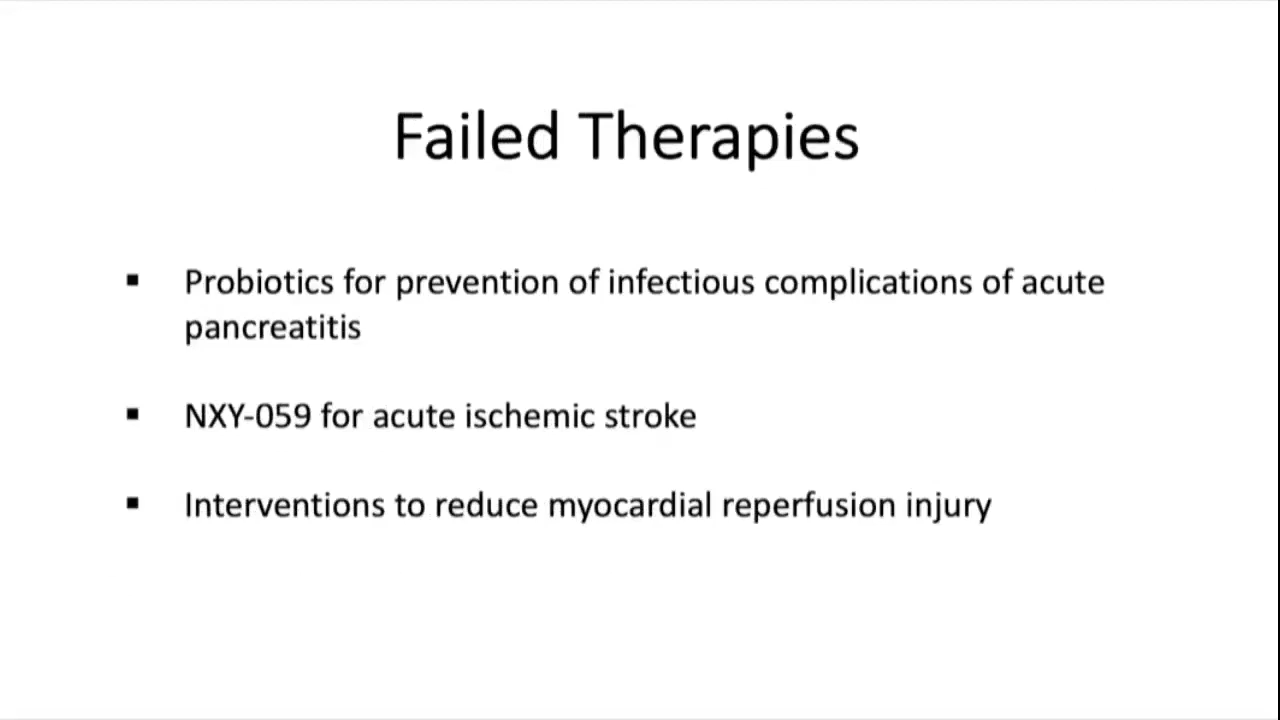 Failed Therapies
▪ Probiotics for prevention of infectious complications of acute
pancreatitis
▪ NXY-059 for acute ischemic stroke
▪ Interventions to reduce myocardial reperfusion injury